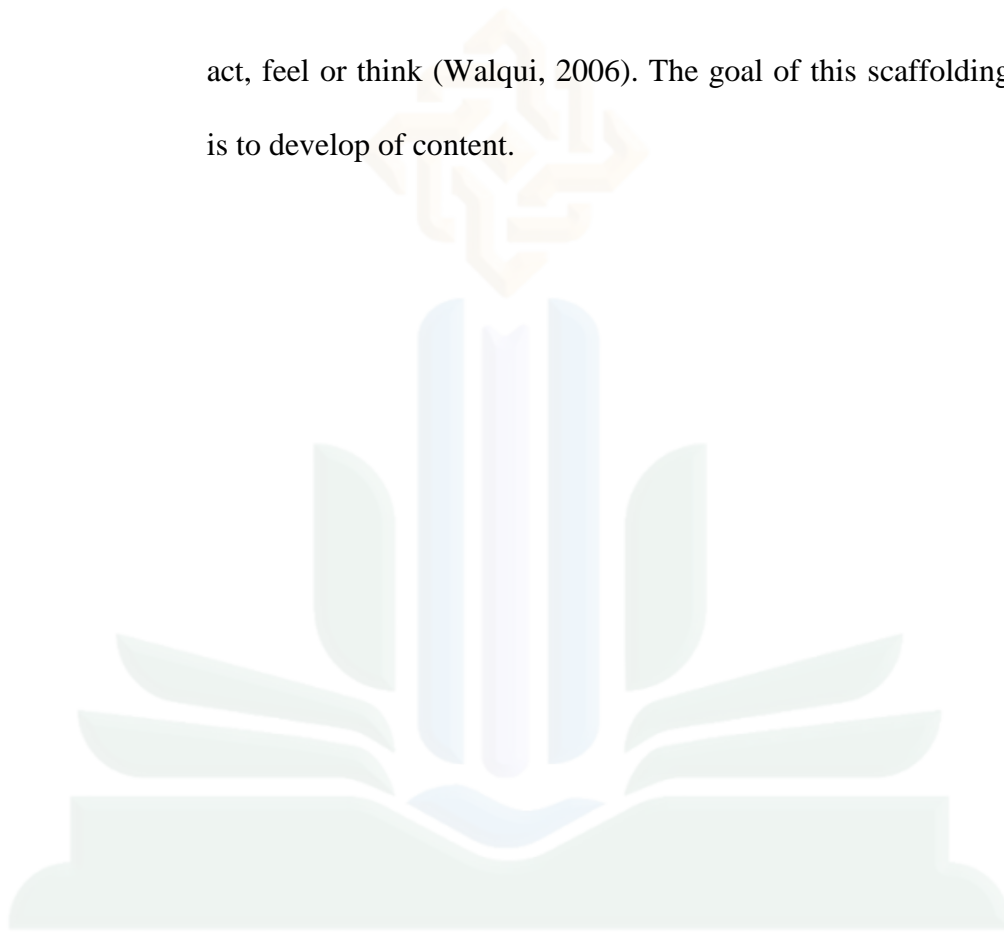 act, feel or think (Walqui, 2006). The goal of this scaffolding
is to develop of content.